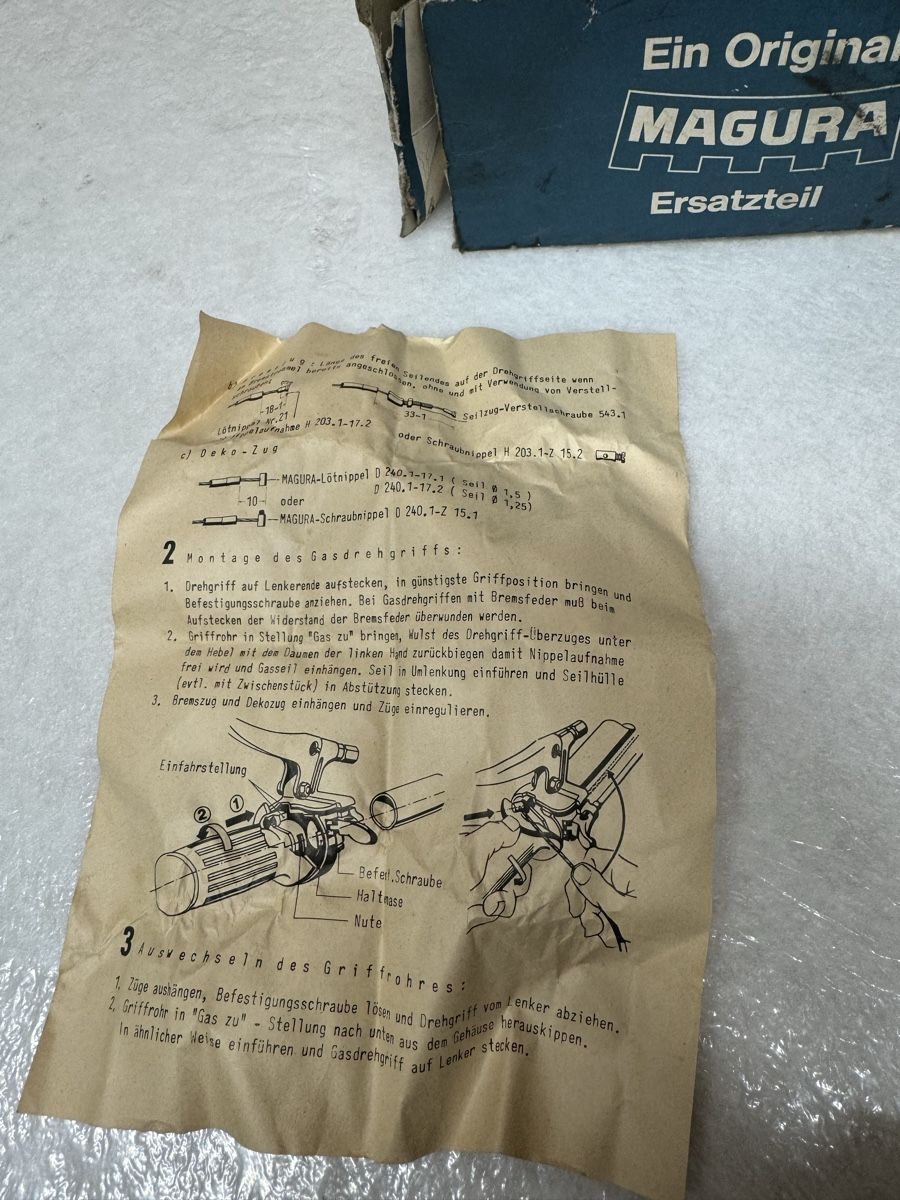 Ein Original
MAGURA
Ersatzteil
b) zug: Länge des freien Seilendes auf der Drehgriffseite wenn
am bereits angeschlossen, ohne und mit Verwendung von Verstell-
schrauben
18-1
33-1
Seilzug-Verstellschraube 543.1
Lötnippel Nr.21
Nippelaufnahme H 203.1-17.2
oder Schraubnippel H 203.1-Z 15.2
c) Deko-Zug
MAGURA-Lötnippel D 240.1-17.1 ( Seil Ø 1,5 )
D 240.1-17.2 ( Seil Ø 1,25)
10
oder
MAGURA-Schraubnippel D 240.1-Z 15.1
2 Montage des Gasdrehgriffs:
1. Drehgriff auf Lenkerende aufstecken, in günstigste Griffposition bringen und
Befestigungsschraube anziehen. Bei Gasdrehgriffen mit Bremsfeder muß beim
Aufstecken der Widerstand der Bremsfeder überwunden werden.
2. Griffrohr in Stellung "Gas zu" bringen, Wulst des Drehgriff-Überzuges unter
dem Hebel mit dem Daumen der linken Hand zurückbiegen damit Nippelaufnahme
frei wird und Gasseil einhängen. Seil in Umlenkung einführen und Seilhülle
(evtl. mit Zwischenstück) in Abstützung stecken.
3. Bremszug und Dekozug einhängen und Züge einregulieren.
Einfahrstellung
2
1
Befest.Schraube
Haltnase
Nute
3 Auswechseln des Griffrohres:
1. Züge aushängen, Befestigungsschraube lösen und Drehgriff vom Lenker abziehen.
2. Griffrohr in "Gas zu" - Stellung nach unten aus dem Gehäuse herauskippen.
In ähnlicher Weise einführen und Gasdrehgriff auf Lenker stecken.